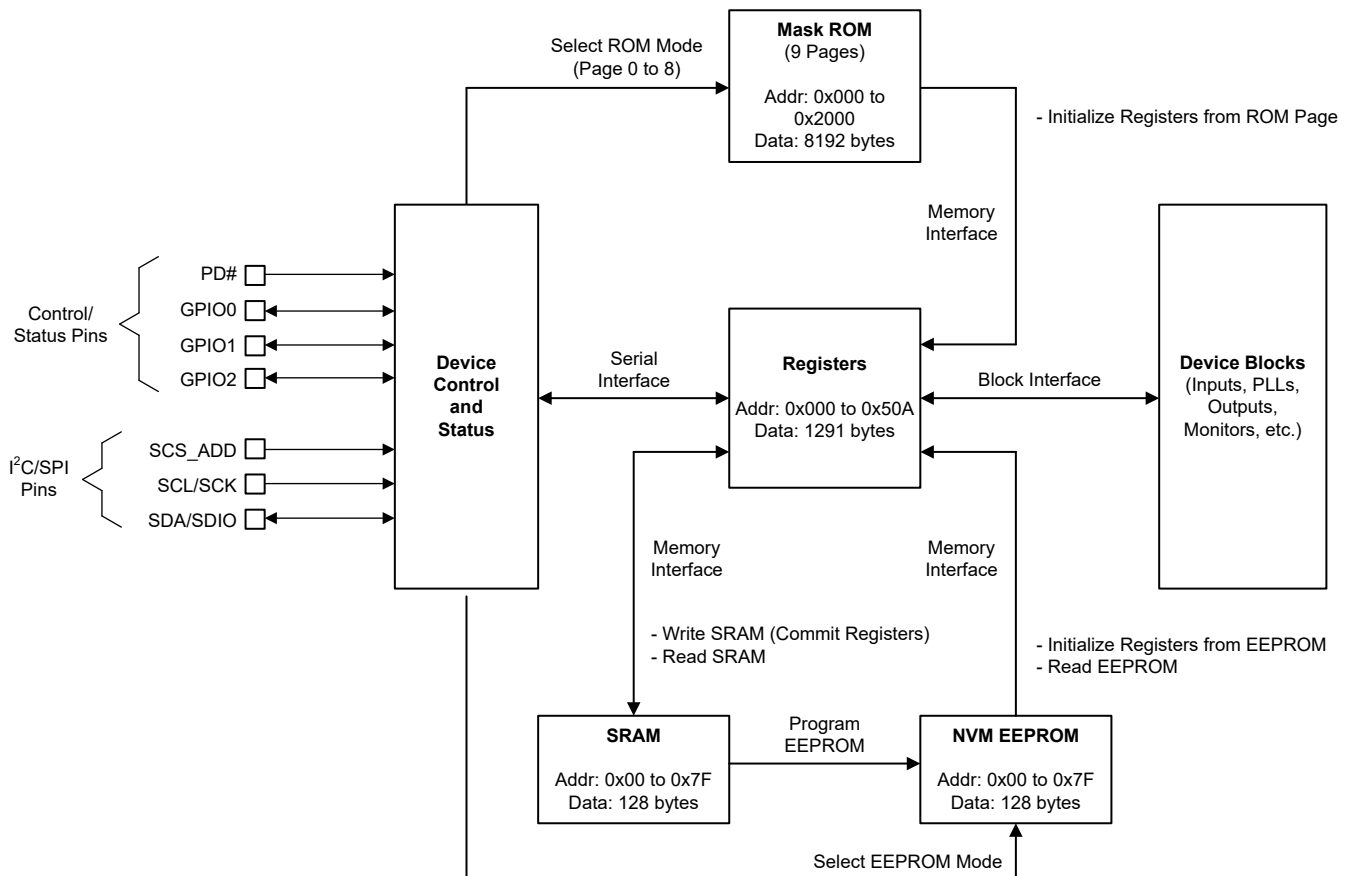 Mask ROM
(9 Pages)
Addr: 0x000 to
0x2000
Data: 8192 bytes
Select ROM Mode
(Page 0 to 8)
- Initialize Registers from ROM Page
Memory
Interface
Control/
Status Pins
PD#
GPIO0
GPIO1
GPIO2
I²C/SPI
Pins
SCS_ADD
SCL/SCK
SDA/SDIO
Device
Control
and
Status
Serial
Interface
Registers
Addr: 0x000 to 0x50A
Data: 1291 bytes
Block Interface
Device Blocks
(Inputs, PLLs,
Outputs,
Monitors, etc.)
Memory
Interface
Memory
Interface
- Write SRAM (Commit Registers)
- Read SRAM
- Initialize Registers from EEPROM
- Read EEPROM
SRAM
Addr: 0x00 to 0x7F
Data: 128 bytes
Program
EEPROM
NVM EEPROM
Addr: 0x00 to 0x7F
Data: 128 bytes
Select EEPROM Mode